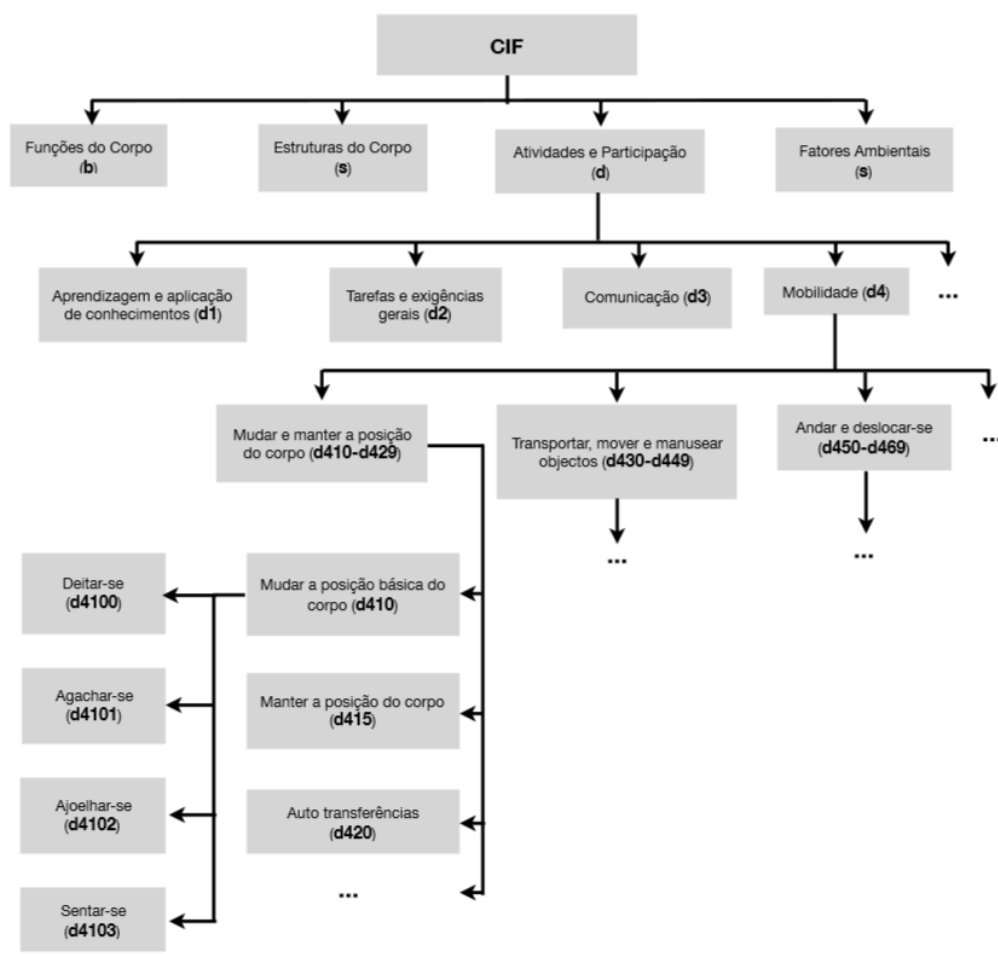 CIF
Funções do Corpo
(b)
Estruturas do Corpo
(s)
Atividades e Participação
(d)
Fatores Ambientais
(s)
Aprendizagem e aplicação
de conhecimentos (d1)
Tarefas e exigências
gerais (d2)
Comunicação (d3)
Mobilidade (d4)
...
Mudar e manter a posição
do corpo (d410-d429)
Transportar, mover e manusear
objectos (d430-d449)
Andar e deslocar-se
(d450-d469)
...
...
...
Deitar-se
(d4100)
Mudar a posição básica do
corpo (d410)
Agachar-se
(d4101)
Manter a posição do corpo
(d415)
Ajoelhar-se
(d4102)
Auto transferências
(d420)
...
Sentar-se
(d4103)